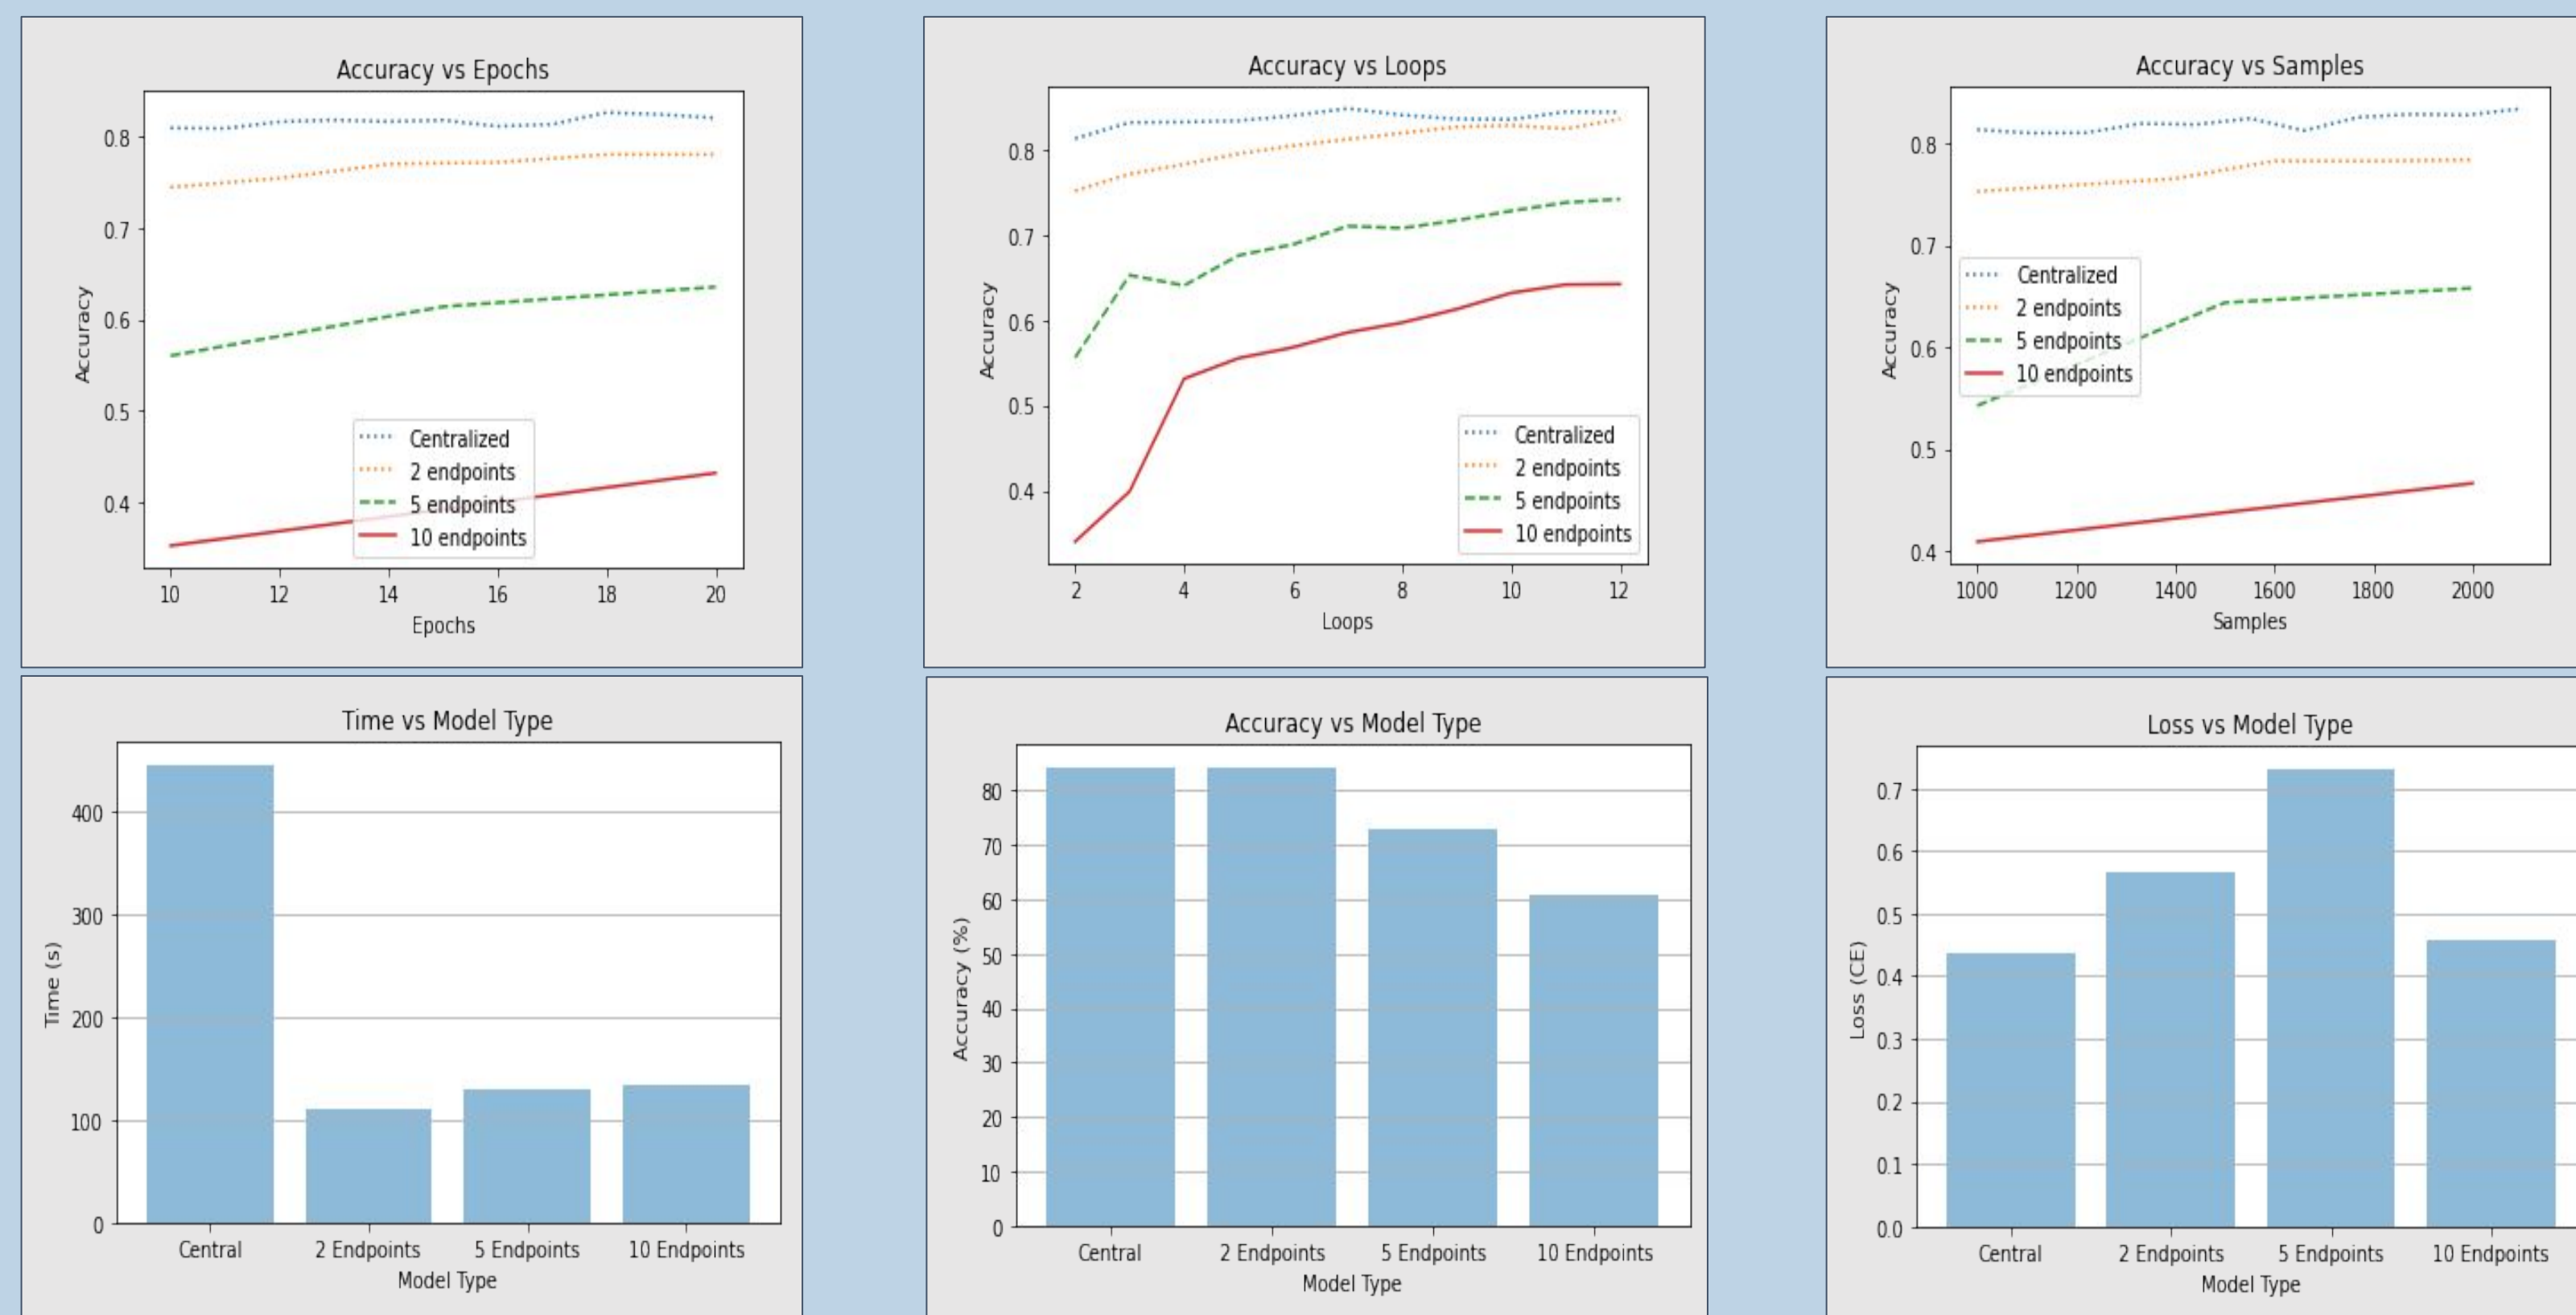 Accuracy vs Epochs
0.8
0.7
0.6
0.5
0.4
Accuracy
Centralized
2 endpoints
5 endpoints
10 endpoints
10 12 14 16 18 20
Epochs
Accuracy vs Loops
0.8
0.7
0.6
0.5
0.4
Accuracy
Centralized
2 endpoints
5 endpoints
10 endpoints
2 4 6 8 10 12
Loops
Accuracy vs Samples
0.8
0.7
0.6
0.5
0.4
Accuracy
Centralized
2 endpoints
5 endpoints
10 endpoints
1000 1200 1400 1600 1800 2000
Samples
Time vs Model Type
400
300
200
100
0
Time (s)
Central 2 Endpoints 5 Endpoints 10 Endpoints
Model Type
Accuracy vs Model Type
80
70
60
50
40
30
20
10
0
Accuracy (%)
Central 2 Endpoints 5 Endpoints 10 Endpoints
Model Type
Loss vs Model Type
0.7
0.6
0.5
0.4
0.3
0.2
0.1
0.0
Loss (CE)
Central 2 Endpoints 5 Endpoints 10 Endpoints
Model Type